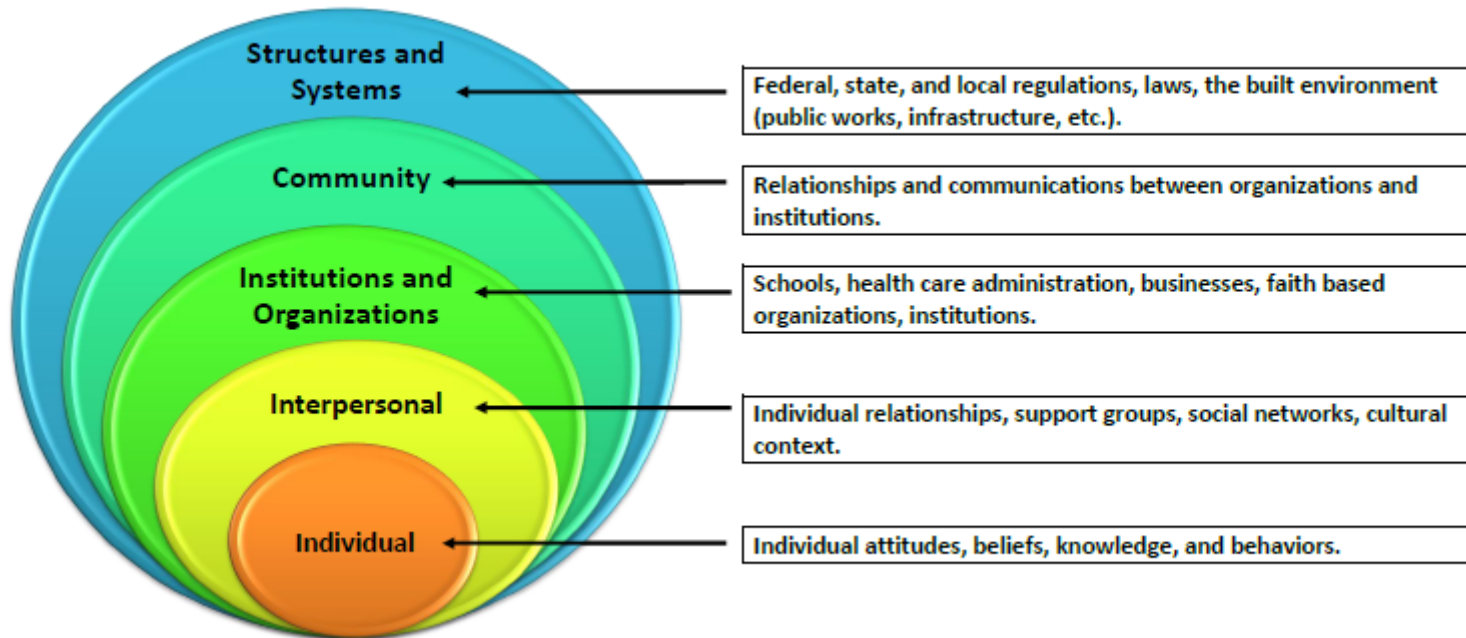 Structures and
Systems
Federal, state, and local regulations, laws, the built environment
(public works, infrastructure, etc.).
Community
Relationships and communications between organizations and
institutions.
Institutions and
Organizations
Schools, health care administration, businesses, faith based
organizations, institutions.
Interpersonal
Individual relationships, support groups, social networks, cultural
context.
Individual
Individual attitudes, beliefs, knowledge, and behaviors.